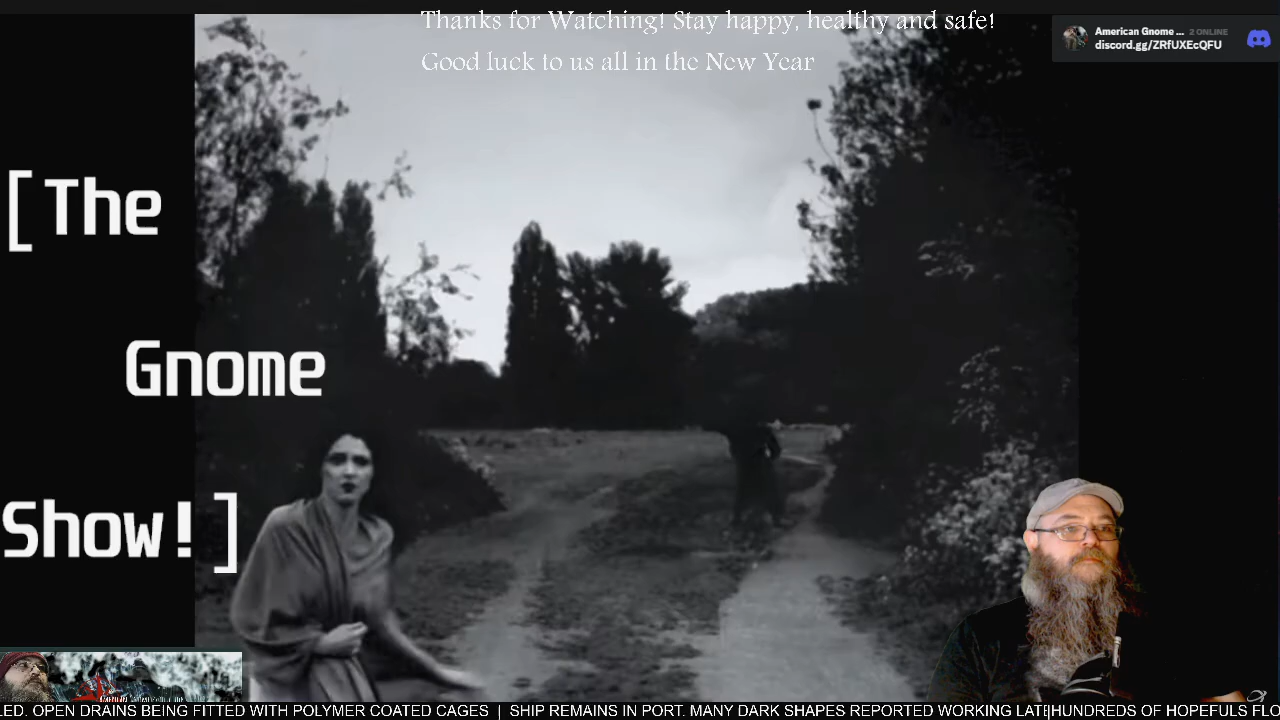 Thanks for Watching! Stay happy, healthy and safe!
Good luck to us all in the New Year
American Gnome ... 2 ONLINE
discord.gg/ZRfUXEcQFU
[The
Gnome
Show!]
LED. OPEN DRAINS BEING FITTED WITH POLYMER COATED CAGES | SHIP REMAINS IN PORT. MANY DARK SHAPES REPORTED WORKING LATE|HUNDREDS OF HOPEFULS FLO